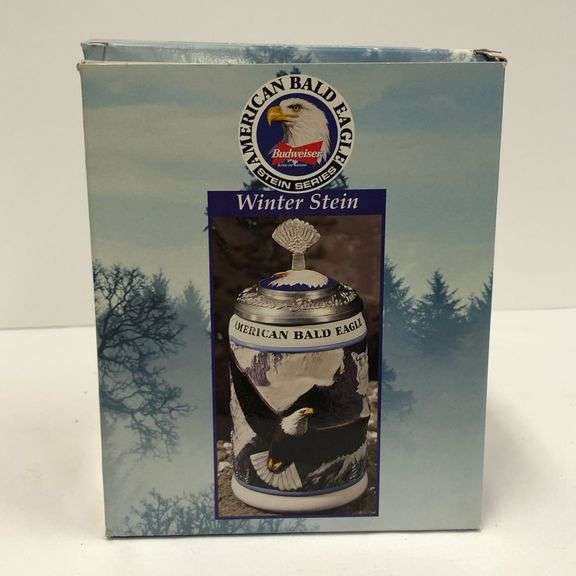 AMERICAN BALD EAGLE
Budweiser
STEIN SERIES
Winter Stein
AMERICAN BALD EAGLE